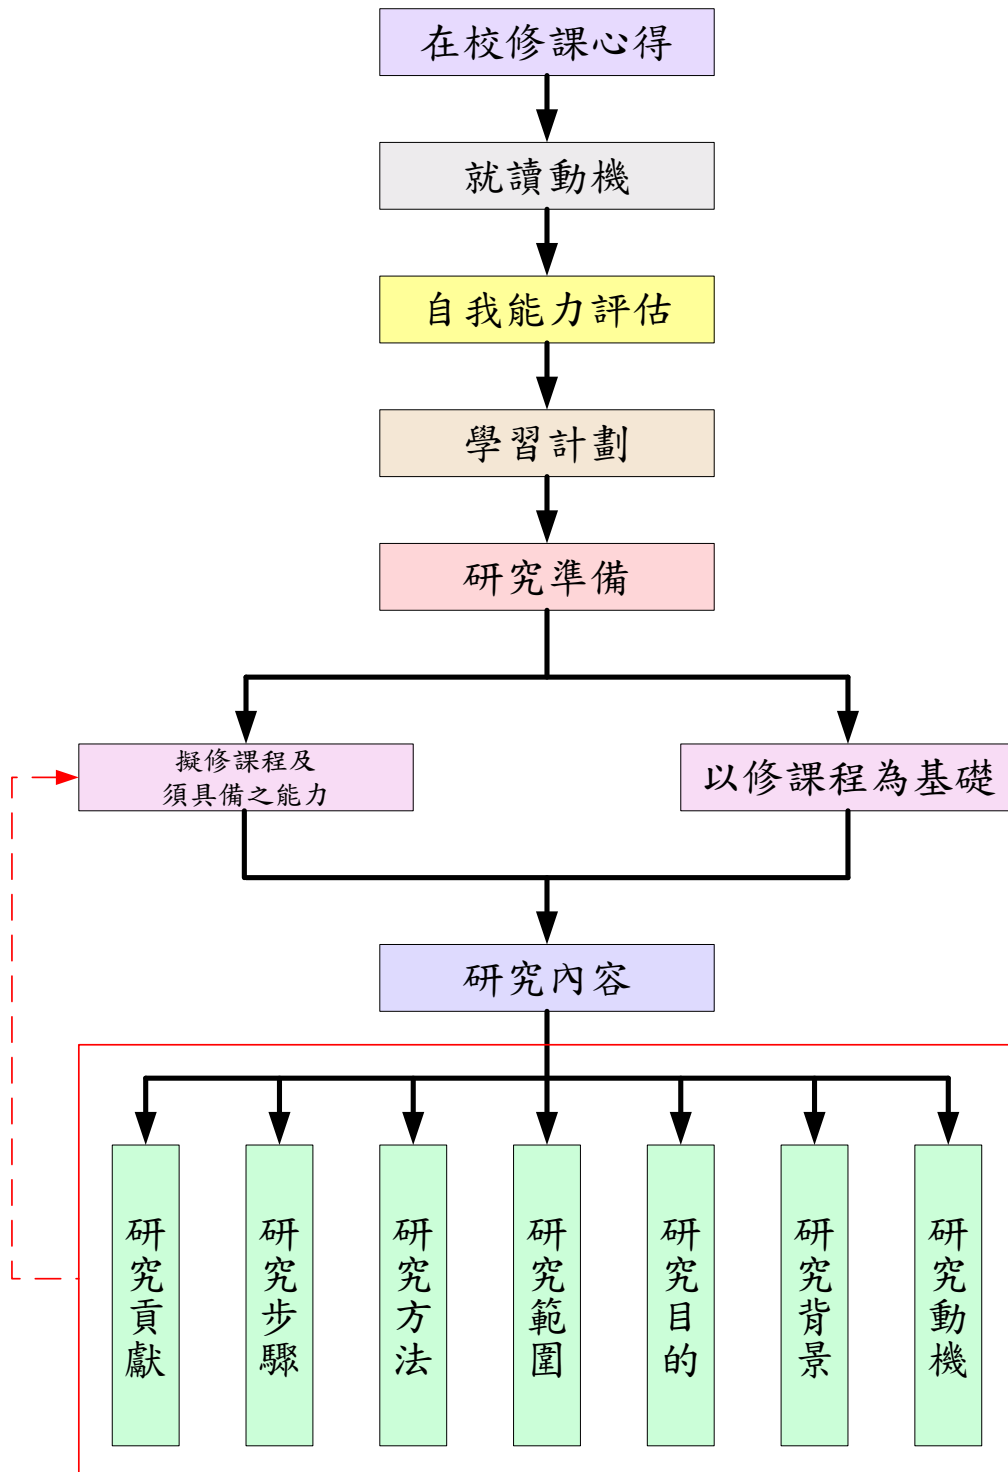 在校修課心得
就讀動機
自我能力評估
學習計劃
研究準備
擬修課程及
須具備之能力
以修課程為基礎
研究內容
研究貢獻
研究步驟
研究方法
研究範圍
研究目的
研究背景
研究動機